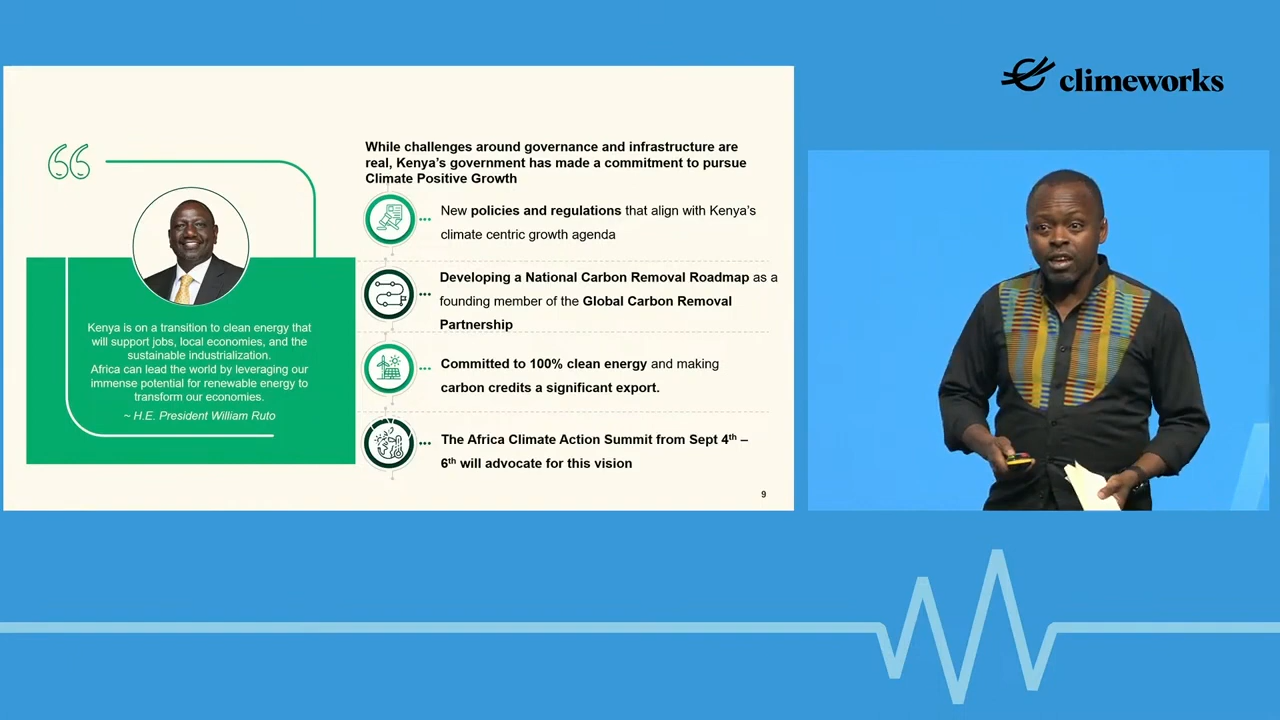 climeworks
While challenges around governance and infrastructure are
real, Kenya’s government has made a commitment to pursue
Climate Positive Growth
Kenya is on a transition to clean energy that
will support jobs, local economies, and the
sustainable industrialization.
Africa can lead the world by leveraging our
immense potential for renewable energy to
transform our economies.
~ H.E. President William Ruto
New policies and regulations that align with Kenya’s
climate centric growth agenda
Developing a National Carbon Removal Roadmap as a
founding member of the Global Carbon Removal
Partnership
Committed to 100% clean energy and making
carbon credits a significant export.
The Africa Climate Action Summit from Sept 4th –
6th will advocate for this vision
9